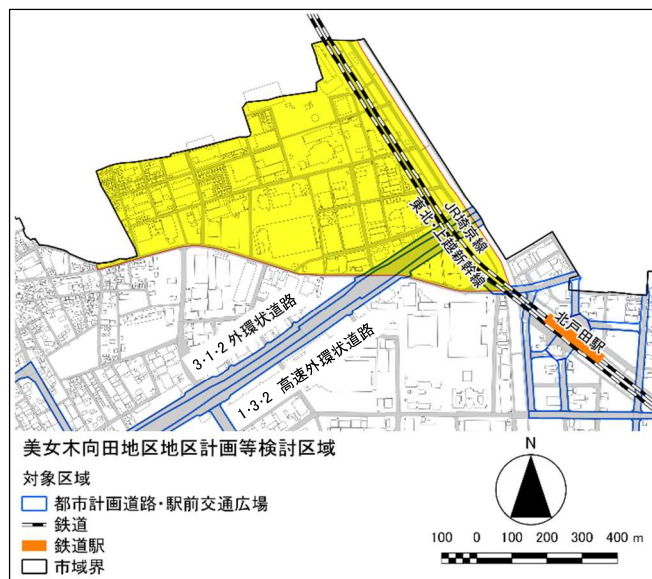 JR埼京線
東北・上越新幹線
北戸田駅
3-1-2 外環状道路
1-3-2 高速外環状道路
美女木向田地区地区計画等検討区域
対象区域
都市計画道路・駅前交通広場
鉄道
鉄道駅
市域界
N
100 0 100 200 300 400 m